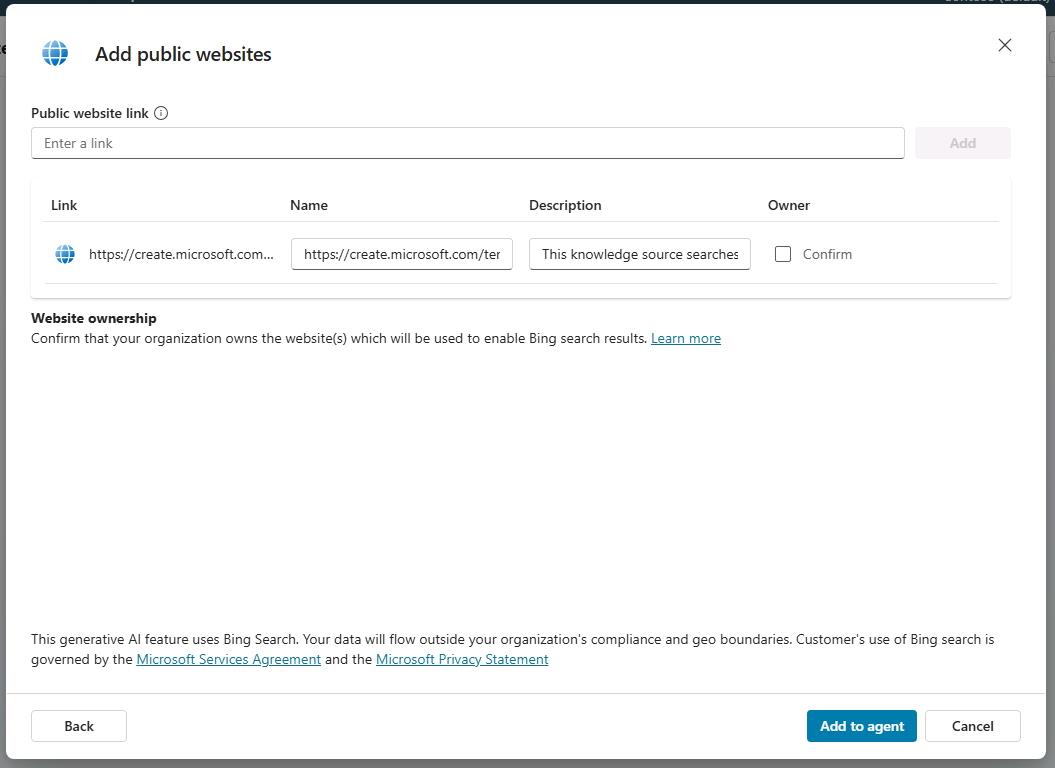 Add public websites
Public website link
Enter a link
Add
Link Name Description Owner
https://create.microsoft.com... https://create.microsoft.com/ter This knowledge source searches Confirm
Website ownership
Confirm that your organization owns the website(s) which will be used to enable Bing search results. Learn more
This generative AI feature uses Bing Search. Your data will flow outside your organization's compliance and geo boundaries. Customer's use of Bing search is
governed by the Microsoft Services Agreement and the Microsoft Privacy Statement
Back
Add to agent
Cancel